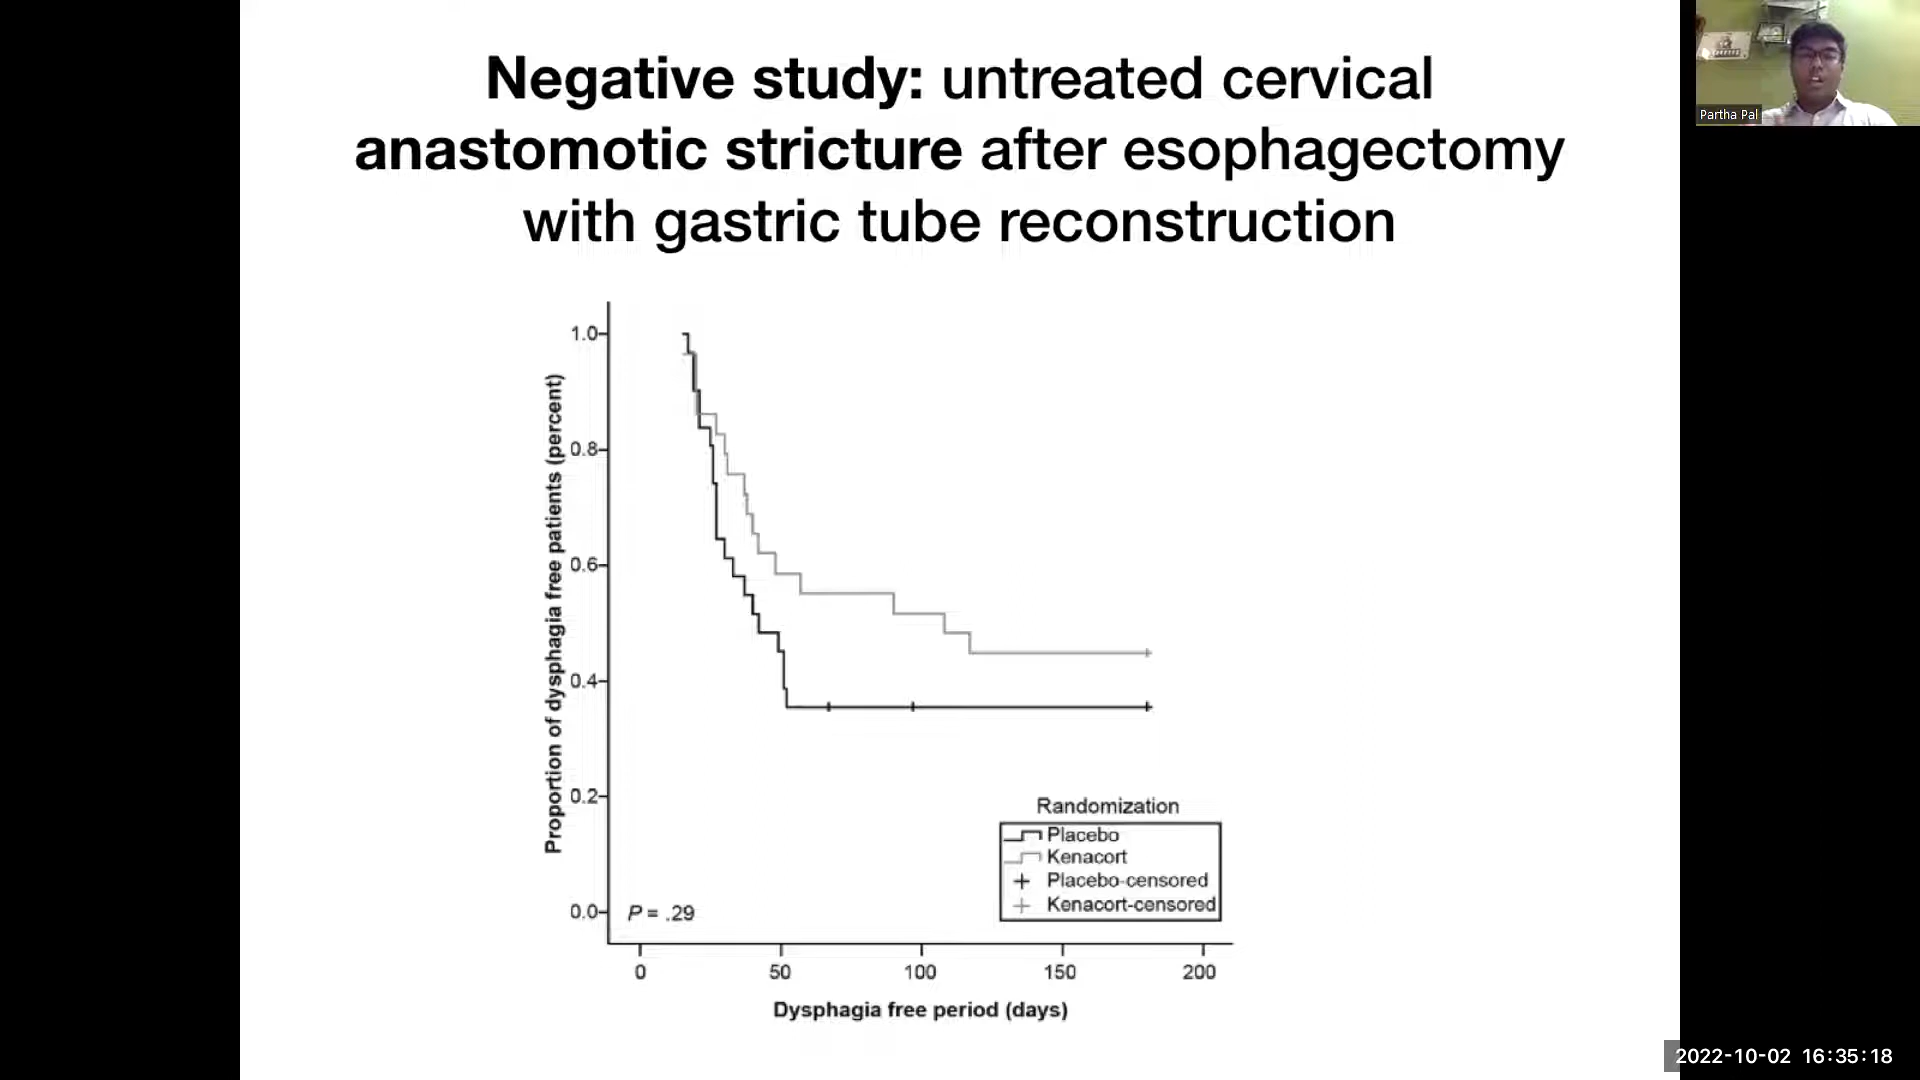 Negative study: untreated cervical
anastomotic stricture after esophagectomy
with gastric tube reconstruction
Partha Pal
Proportion of dysphagia free patients (percent)
1.0
0.8
0.6
0.4
0.2
0.0
P = .29
Randomization
Placebo
Kenacort
Placebo-censored
Kenacort-censored
0 50 100 150 200
Dysphagia free period (days)
2022-10-02 16:35:18